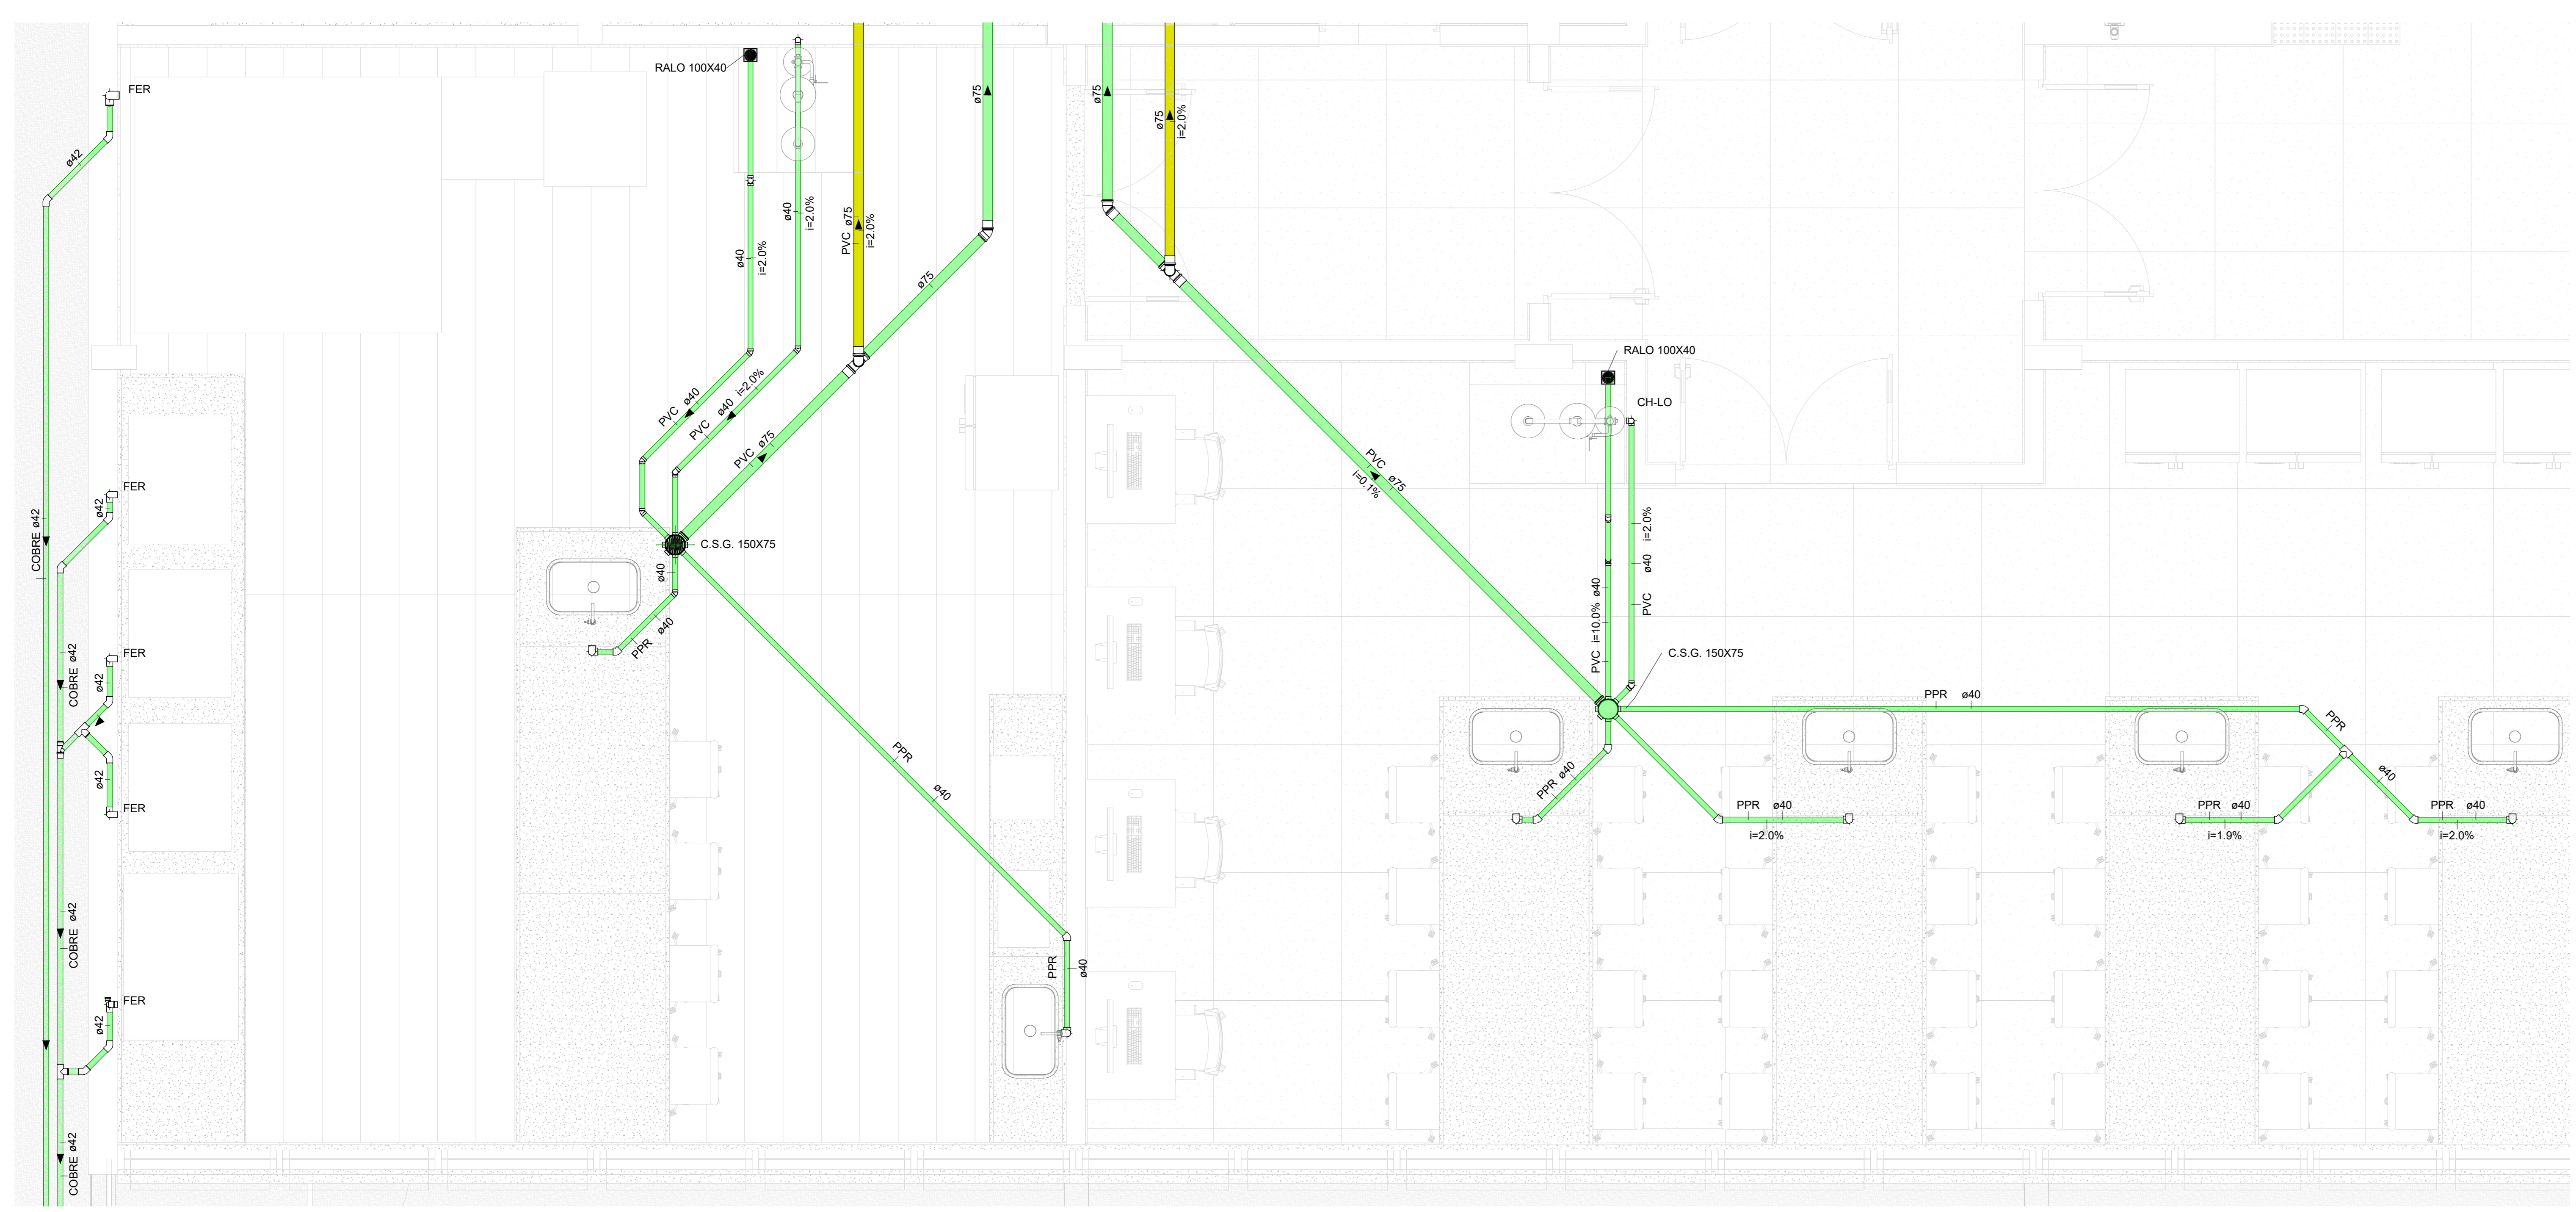 RALO 100X40
FER
ø75
ø75
ø75
i=2.0%
ø42
ø40
i=2.0%
PVC ø75
i=2.0%
ø40
i=2.0%
ø75
RALO 100X40
PVC ø40
PVC ø40 i=2.0%
CH-LO
PVC ø75
PVC ø75
i=0.1%
FER
ø42
COBRE ø42
C.S.G. 150X75
i=2.0%
ø40
PVC
ø40
PVC i=10.0% ø40
PPR ø40
FER
ø42
COBRE ø42
C.S.G. 150X75
PPR ø40
PPR
ø42
PPR ø40
PPR ø40
ø40
FER
PPR ø40
i=2.0%
PPR ø40
i=1.9%
PPR ø40
i=2.0%
COBRE ø42
PPR
ø40
FER
ø42
COBRE ø42